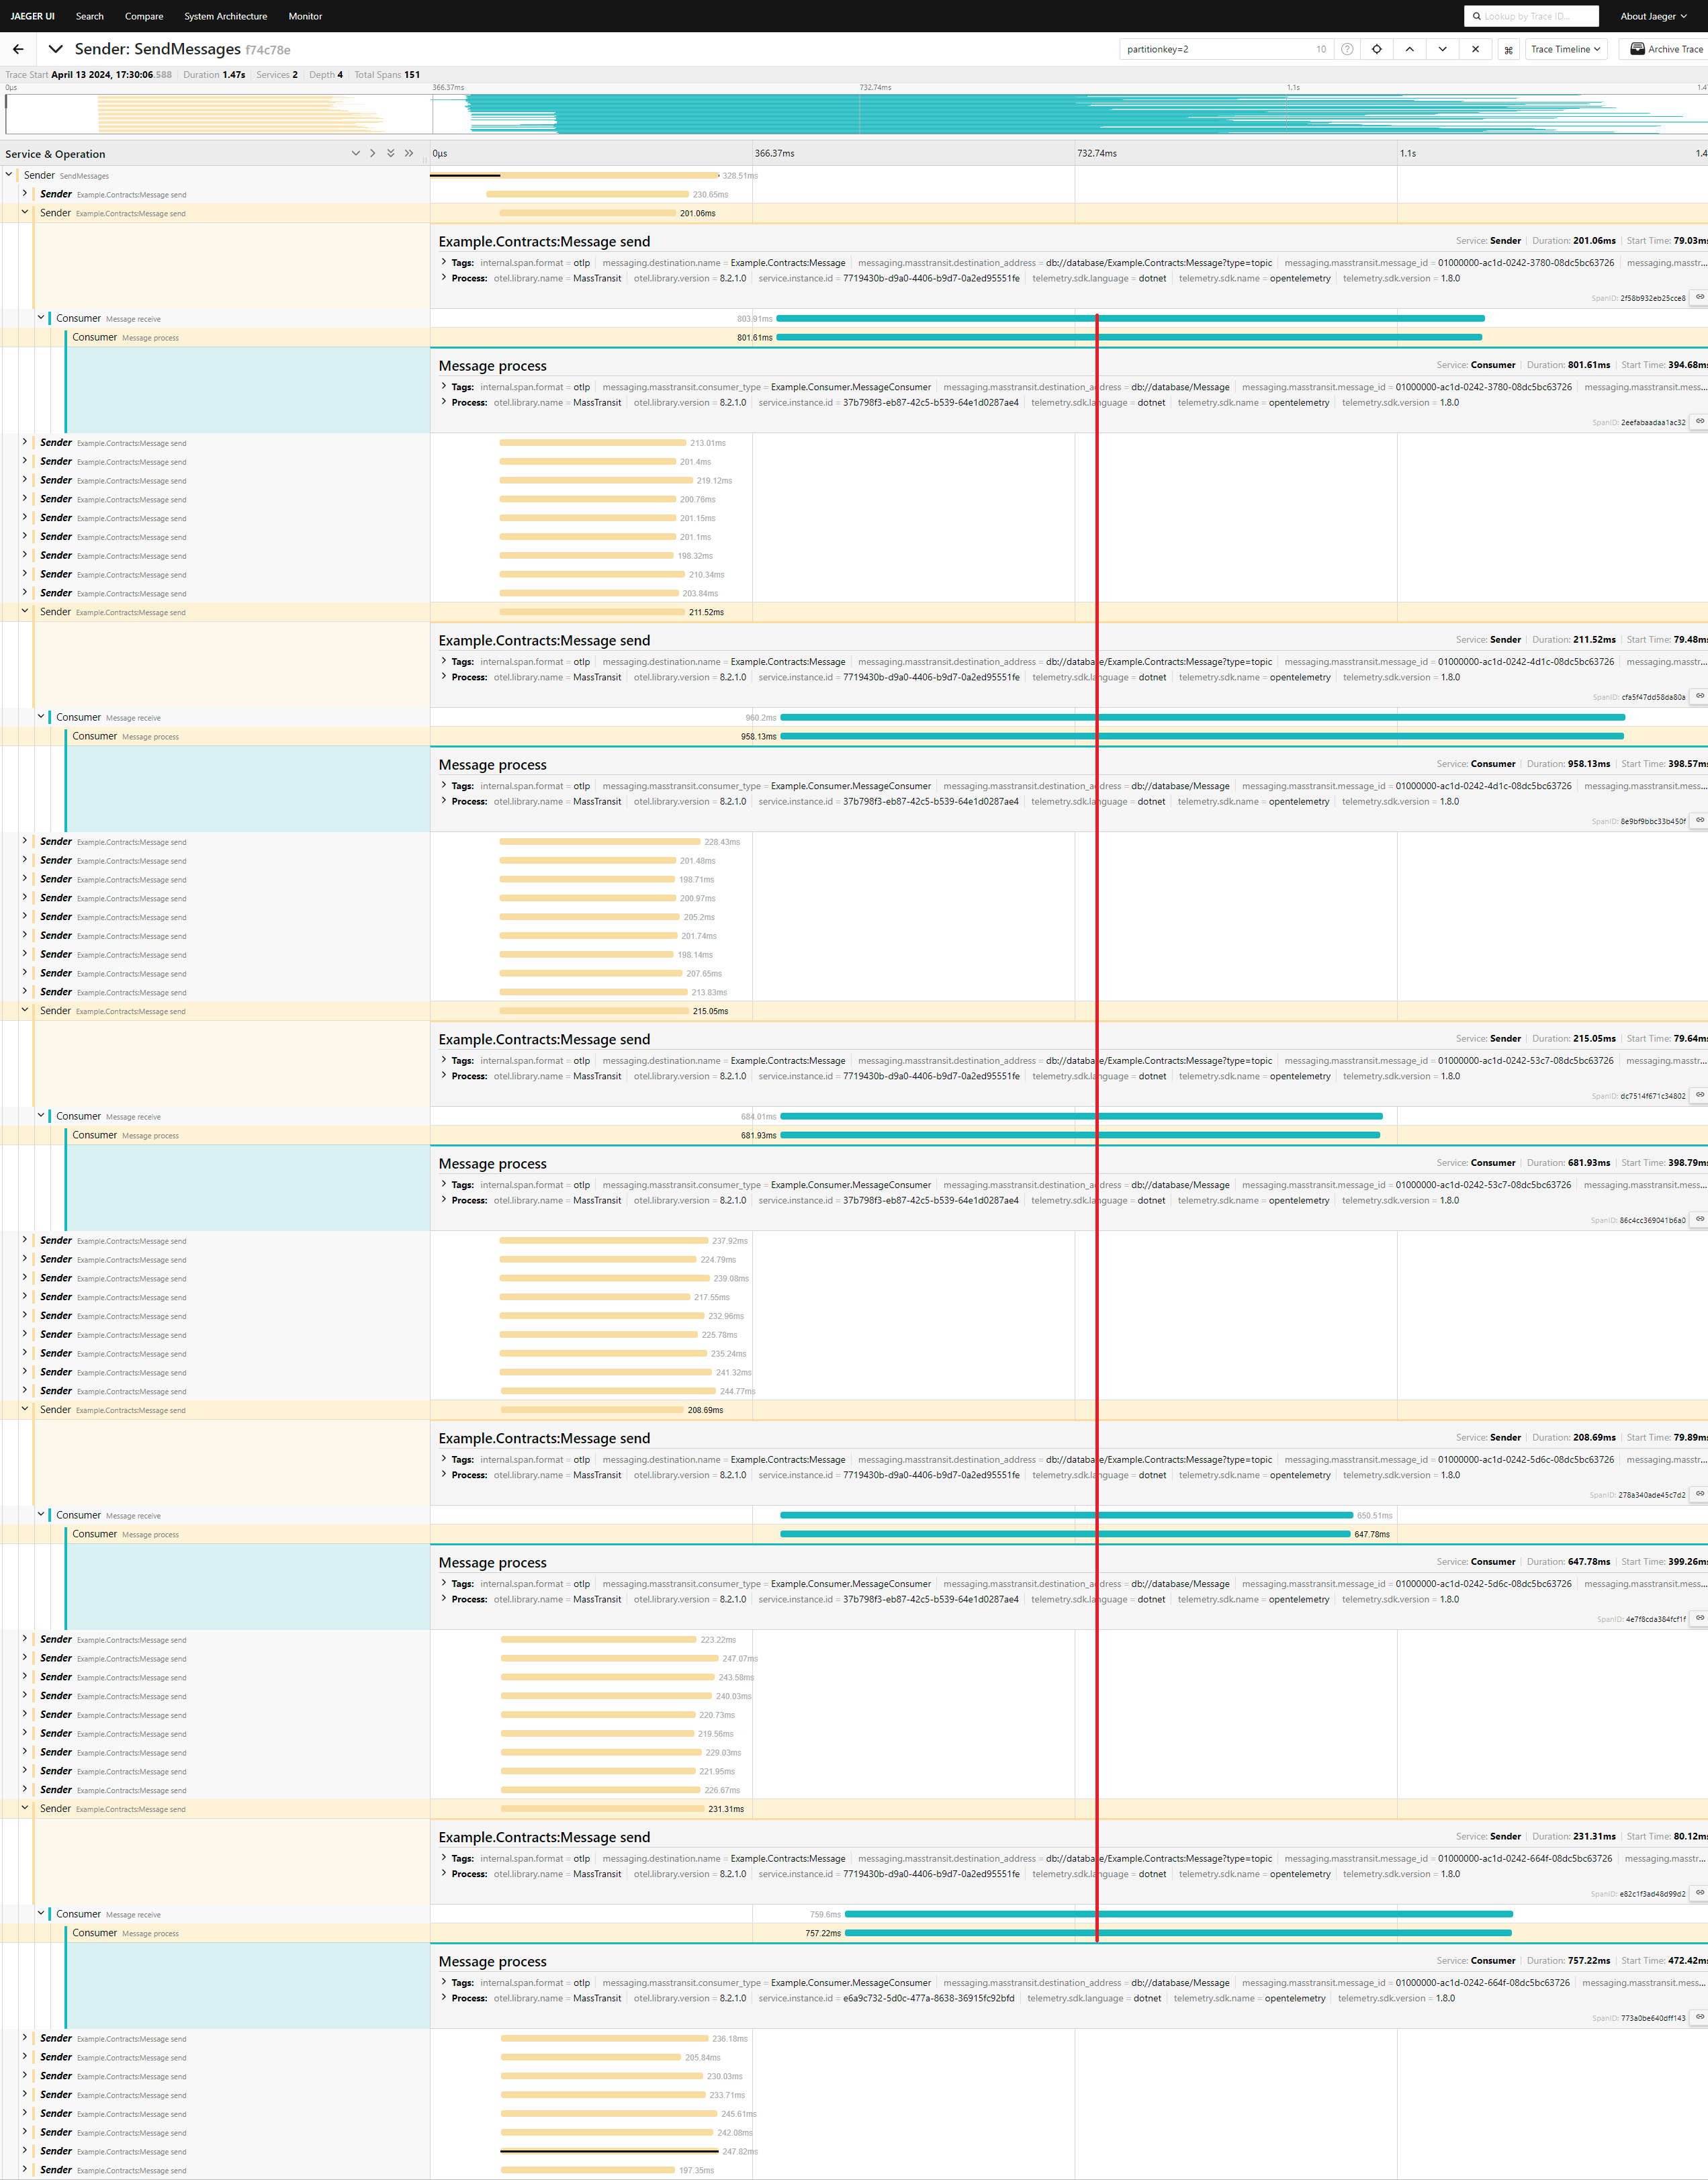 JAEGER UI Search Compare System Architecture Monitor Lookup by Trace ID... About Jaeger
Sender: SendMessages f74c78e partitionkey=2 10 Trace Timeline Archive Trace
Trace Start April 13 2024, 17:30:06.588 Duration 1.47s Services 2 Depth 4 Total Spans 151
0μs 366.37ms 732.74ms 1.1s
Service & Operation 0μs 366.37ms 732.74ms 1.1s 1.4
Sender SendMessages 328.51ms
Sender Example.Contracts:Message send 230.65ms
Sender Example.Contracts:Message send 201.06ms
Example.Contracts:Message send Service: Sender Duration: 201.06ms Start Time: 79.03ms
Tags: internal.span.format = otlp messaging.destination.name = Example.Contracts:Message messaging.masstransit.destination_address = db://database/Example.Contracts:Message?type=topic messaging.masstransit.message_id = 01000000-ac1d-0242-3780-08dc5bc63726 messaging.masstr...
Process: otel.library.name = MassTransit otel.library.version = 8.2.1.0 service.instance.id = 7719430b-d9a0-4406-b9d7-0a2ed95551fe telemetry.sdk.language = dotnet telemetry.sdk.name = opentelemetry telemetry.sdk.version = 1.8.0
SpanID: 2f58b932eb25cce8
Consumer Message receive 803.91ms
Consumer Message process 801.61ms
Message process Service: Consumer Duration: 801.61ms Start Time: 394.68ms
Tags: internal.span.format = otlp messaging.masstransit.consumer_type = Example.Consumer.MessageConsumer messaging.masstransit.destination_address = db://database/Message messaging.masstransit.message_id = 01000000-ac1d-0242-3780-08dc5bc63726 messaging.masstransit.mess...
Process: otel.library.name = MassTransit otel.library.version = 8.2.1.0 service.instance.id = 37b798f3-eb87-42c5-b539-64e1d0287ae4 telemetry.sdk.language = dotnet telemetry.sdk.name = opentelemetry telemetry.sdk.version = 1.8.0
SpanID: 2eefabaadaa1ac32
Sender Example.Contracts:Message send 213.01ms
Sender Example.Contracts:Message send 201.4ms
Sender Example.Contracts:Message send 219.12ms
Sender Example.Contracts:Message send 200.76ms
Sender Example.Contracts:Message send 201.15ms
Sender Example.Contracts:Message send 201.1ms
Sender Example.Contracts:Message send 198.32ms
Sender Example.Contracts:Message send 210.34ms
Sender Example.Contracts:Message send 203.84ms
Sender Example.Contracts:Message send 211.52ms
Example.Contracts:Message send Service: Sender Duration: 211.52ms Start Time: 79.48ms
Tags: internal.span.format = otlp messaging.destination.name = Example.Contracts:Message messaging.masstransit.destination_address = db://database/Example.Contracts:Message?type=topic messaging.masstransit.message_id = 01000000-ac1d-0242-4d1c-08dc5bc63726 messaging.masstr...
Process: otel.library.name = MassTransit otel.library.version = 8.2.1.0 service.instance.id = 7719430b-d9a0-4406-b9d7-0a2ed95551fe telemetry.sdk.language = dotnet telemetry.sdk.name = opentelemetry telemetry.sdk.version = 1.8.0
SpanID: cfa5f47dd58da80a
Consumer Message receive 960.2ms
Consumer Message process 958.13ms
Message process Service: Consumer Duration: 958.13ms Start Time: 398.57ms
Tags: internal.span.format = otlp messaging.masstransit.consumer_type = Example.Consumer.MessageConsumer messaging.masstransit.destination_address = db://database/Message messaging.masstransit.message_id = 01000000-ac1d-0242-4d1c-08dc5bc63726 messaging.masstransit.mess...
Process: otel.library.name = MassTransit otel.library.version = 8.2.1.0 service.instance.id = 37b798f3-eb87-42c5-b539-64e1d0287ae4 telemetry.sdk.language = dotnet telemetry.sdk.name = opentelemetry telemetry.sdk.version = 1.8.0
SpanID: 8e9bf9bbc33b450f
Sender Example.Contracts:Message send 228.43ms
Sender Example.Contracts:Message send 201.48ms
Sender Example.Contracts:Message send 198.71ms
Sender Example.Contracts:Message send 200.97ms
Sender Example.Contracts:Message send 205.2ms
Sender Example.Contracts:Message send 201.74ms
Sender Example.Contracts:Message send 198.14ms
Sender Example.Contracts:Message send 207.65ms
Sender Example.Contracts:Message send 213.83ms
Sender Example.Contracts:Message send 215.05ms
Example.Contracts:Message send Service: Sender Duration: 215.05ms Start Time: 79.64ms
Tags: internal.span.format = otlp messaging.destination.name = Example.Contracts:Message messaging.masstransit.destination_address = db://database/Example.Contracts:Message?type=topic messaging.masstransit.message_id = 01000000-ac1d-0242-53c7-08dc5bc63726 messaging.masstr...
Process: otel.library.name = MassTransit otel.library.version = 8.2.1.0 service.instance.id = 7719430b-d9a0-4406-b9d7-0a2ed95551fe telemetry.sdk.language = dotnet telemetry.sdk.name = opentelemetry telemetry.sdk.version = 1.8.0
SpanID: dc7514f671c34802
Consumer Message receive 684.01ms
Consumer Message process 681.93ms
Message process Service: Consumer Duration: 681.93ms Start Time: 398.79ms
Tags: internal.span.format = otlp messaging.masstransit.consumer_type = Example.Consumer.MessageConsumer messaging.masstransit.destination_address = db://database/Message messaging.masstransit.message_id = 01000000-ac1d-0242-53c7-08dc5bc63726 messaging.masstransit.mess...
Process: otel.library.name = MassTransit otel.library.version = 8.2.1.0 service.instance.id = 37b798f3-eb87-42c5-b539-64e1d0287ae4 telemetry.sdk.language = dotnet telemetry.sdk.name = opentelemetry telemetry.sdk.version = 1.8.0
SpanID: 86c4cc369041b6a0
Sender Example.Contracts:Message send 237.92ms
Sender Example.Contracts:Message send 224.79ms
Sender Example.Contracts:Message send 239.08ms
Sender Example.Contracts:Message send 217.55ms
Sender Example.Contracts:Message send 232.96ms
Sender Example.Contracts:Message send 225.78ms
Sender Example.Contracts:Message send 235.24ms
Sender Example.Contracts:Message send 241.32ms
Sender Example.Contracts:Message send 244.77ms
Sender Example.Contracts:Message send 208.69ms
Example.Contracts:Message send Service: Sender Duration: 208.69ms Start Time: 79.89ms
Tags: internal.span.format = otlp messaging.destination.name = Example.Contracts:Message messaging.masstransit.destination_address = db://database/Example.Contracts:Message?type=topic messaging.masstransit.message_id = 01000000-ac1d-0242-5d6c-08dc5bc63726 messaging.masstr...
Process: otel.library.name = MassTransit otel.library.version = 8.2.1.0 service.instance.id = 7719430b-d9a0-4406-b9d7-0a2ed95551fe telemetry.sdk.language = dotnet telemetry.sdk.name = opentelemetry telemetry.sdk.version = 1.8.0
SpanID: 278a340ade45c7d2
Consumer Message receive 650.51ms
Consumer Message process 647.78ms
Message process Service: Consumer Duration: 647.78ms Start Time: 399.26ms
Tags: internal.span.format = otlp messaging.masstransit.consumer_type = Example.Consumer.MessageConsumer messaging.masstransit.destination_address = db://database/Message messaging.masstransit.message_id = 01000000-ac1d-0242-5d6c-08dc5bc63726 messaging.masstransit.mess...
Process: otel.library.name = MassTransit otel.library.version = 8.2.1.0 service.instance.id = 37b798f3-eb87-42c5-b539-64e1d0287ae4 telemetry.sdk.language = dotnet telemetry.sdk.name = opentelemetry telemetry.sdk.version = 1.8.0
SpanID: 4e7f8cda384fcf1f
Sender Example.Contracts:Message send 223.22ms
Sender Example.Contracts:Message send 247.07ms
Sender Example.Contracts:Message send 243.58ms
Sender Example.Contracts:Message send 240.03ms
Sender Example.Contracts:Message send 220.73ms
Sender Example.Contracts:Message send 219.56ms
Sender Example.Contracts:Message send 229.03ms
Sender Example.Contracts:Message send 221.95ms
Sender Example.Contracts:Message send 226.67ms
Sender Example.Contracts:Message send 231.31ms
Example.Contracts:Message send Service: Sender Duration: 231.31ms Start Time: 80.12ms
Tags: internal.span.format = otlp messaging.destination.name = Example.Contracts:Message messaging.masstransit.destination_address = db://database/Example.Contracts:Message?type=topic messaging.masstransit.message_id = 01000000-ac1d-0242-664f-08dc5bc63726 messaging.masstr...
Process: otel.library.name = MassTransit otel.library.version = 8.2.1.0 service.instance.id = 7719430b-d9a0-4406-b9d7-0a2ed95551fe telemetry.sdk.language = dotnet telemetry.sdk.name = opentelemetry telemetry.sdk.version = 1.8.0
SpanID: e82c1f3ad48d99d2
Consumer Message receive 759.6ms
Consumer Message process 757.22ms
Message process Service: Consumer Duration: 757.22ms Start Time: 472.42ms
Tags: internal.span.format = otlp messaging.masstransit.consumer_type = Example.Consumer.MessageConsumer messaging.masstransit.destination_address = db://database/Message messaging.masstransit.message_id = 01000000-ac1d-0242-664f-08dc5bc63726 messaging.masstransit.mess...
Process: otel.library.name = MassTransit otel.library.version = 8.2.1.0 service.instance.id = e6a9c732-5d0c-477a-8638-36915fc92bfd telemetry.sdk.language = dotnet telemetry.sdk.name = opentelemetry telemetry.sdk.version = 1.8.0
SpanID: 773a0be640dff143
Sender Example.Contracts:Message send 236.18ms
Sender Example.Contracts:Message send 205.84ms
Sender Example.Contracts:Message send 230.03ms
Sender Example.Contracts:Message send 233.71ms
Sender Example.Contracts:Message send 245.61ms
Sender Example.Contracts:Message send 242.08ms
Sender Example.Contracts:Message send 247.82ms
Sender Example.Contracts:Message send 197.35ms